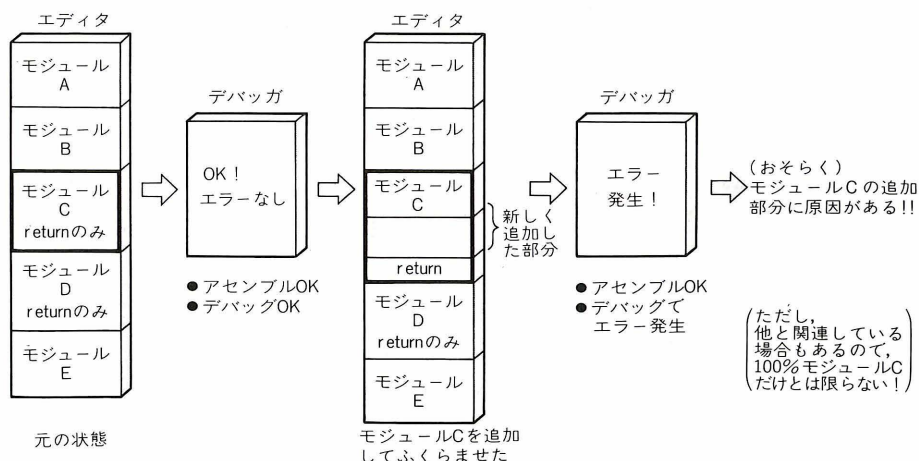 エディタ
モジュール
A
モジュール
B
モジュール
C
returnのみ
モジュール
D
returnのみ
モジュール
E
元の状態
デバッガ
OK！
エラーなし
●アセンブルOK
●デバッグOK
エディタ
モジュール
A
モジュール
B
モジュール
C
return
モジュール
D
returnのみ
モジュール
E
新しく
追加し
た部分
モジュールCを追加
してふくらませた
デバッガ
エラー
発生！
●アセンブルOK
●デバッグで
エラー発生
（おそらく）
モジュールCの追加
部分に原因がある!!
（ただし，
他と関連している
場合もあるので，
100％モジュールC
だけとは限らない！）